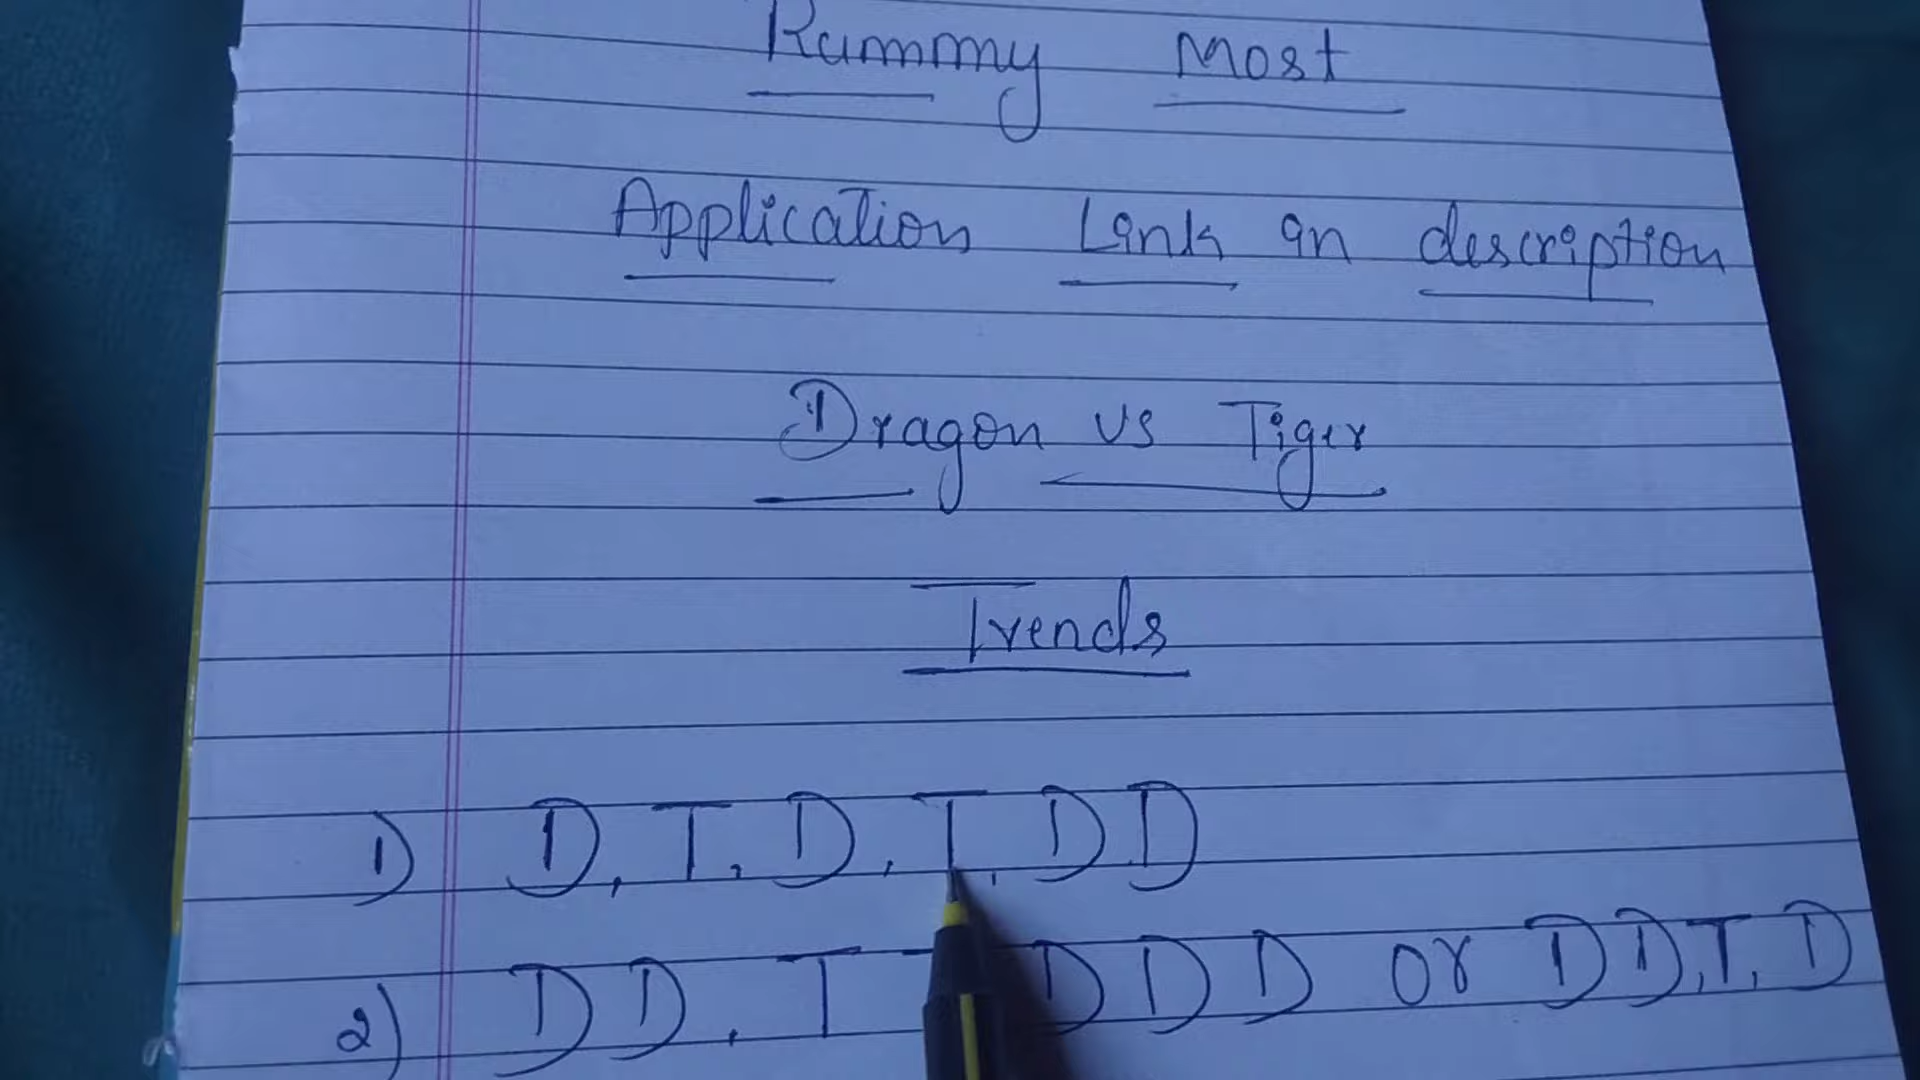 Rummy Most
Application Link in description
Dragon vs Tiger
Trends
1) D, T, D, T, D D
2) D D, T T D D D or D D, T, D